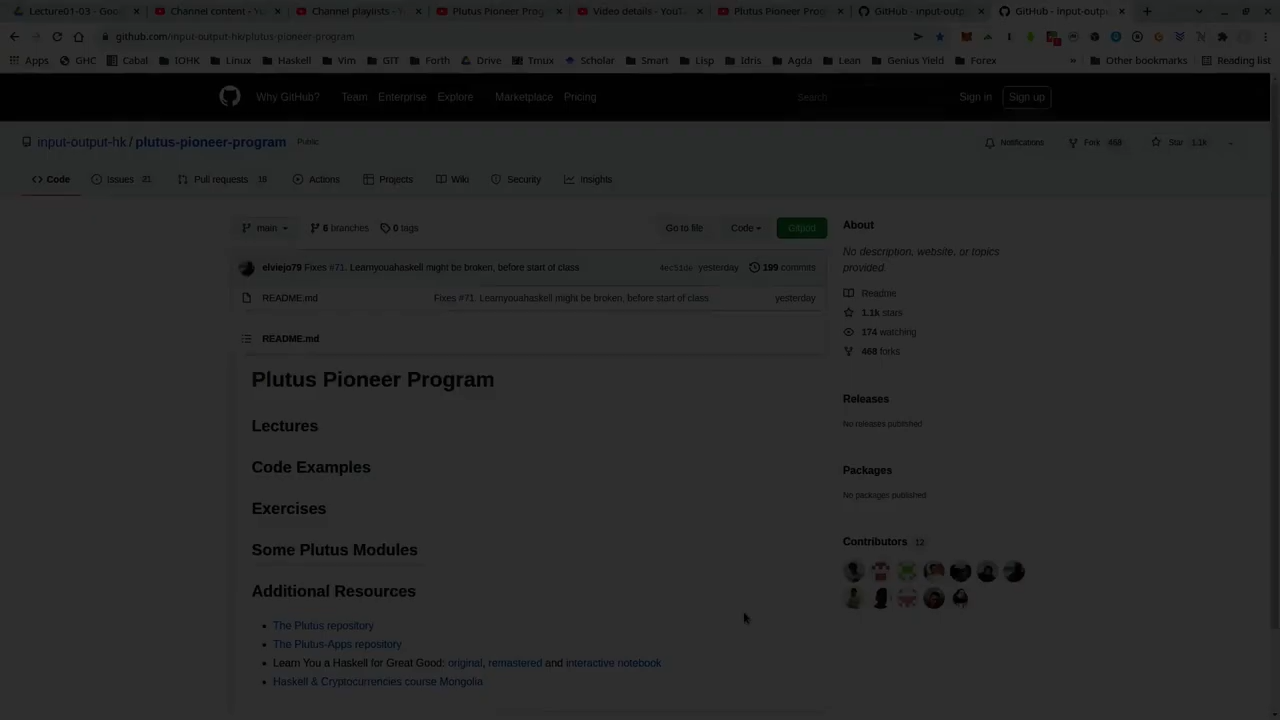 Lecture01-03 - Goo
Channel content - Yo
Channel playlists - Y
Plutus Pioneer Prog
Video details - YouT
Plutus Pioneer Prog
GitHub - input-outp
GitHub - input-outp
github.com/input-output-hk/plutus-pioneer-program
Apps GHC Cabal IOHK Linux Haskell Vim GIT Forth Drive Tmux Scholar Smart Lisp Idris Agda Lean Genius Yield Forex » Other bookmarks Reading list
Why GitHub? Team Enterprise Explore Marketplace Pricing Search Sign in Sign up
input-output-hk / plutus-pioneer-program Public Notifications Fork 468 Star 1.1k
Code Issues 21 Pull requests 19 Actions Projects Wiki Security Insights
main 6 branches 0 tags Go to file Code Gitpod
About
No description, website, or topics
provided
elviejo79 Fixes #71. Learnyouahaskell might be broken, before start of class 4ec51de yesterday 199 commits
README.md Fixes #71. Learnyouahaskell might be broken, before start of class yesterday
Readme
1.1k stars
174 watching
468 forks
README.md
Plutus Pioneer Program
Lectures
Code Examples
Exercises
Some Plutus Modules
Additional Resources
• The Plutus repository
• The Plutus-Apps repository
• Learn You a Haskell for Great Good: original, remastered and interactive notebook
• Haskell & Cryptocurrencies course Mongolia
Releases
No releases published
Packages
No packages published
Contributors 12